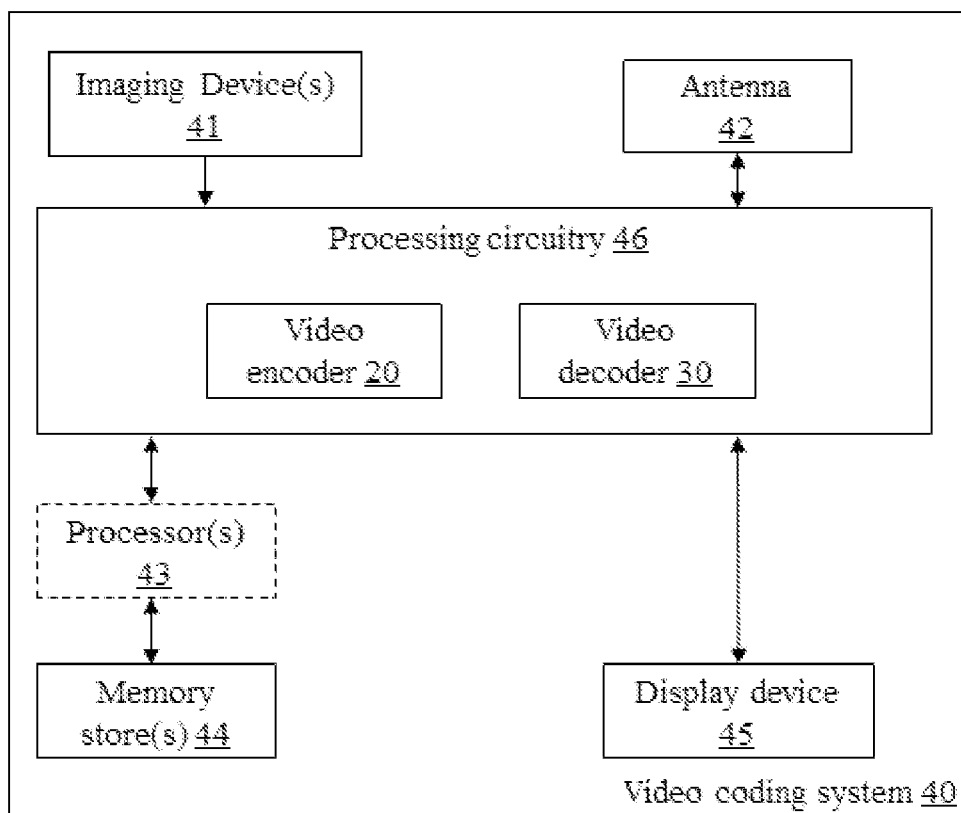 Imaging Device(s)
41
Antenna
42
Processing circuitry 46
Video
encoder 20
Video
decoder 30
Processor(s)
43
Memory
store(s) 44
Display device
45
Video coding system 40